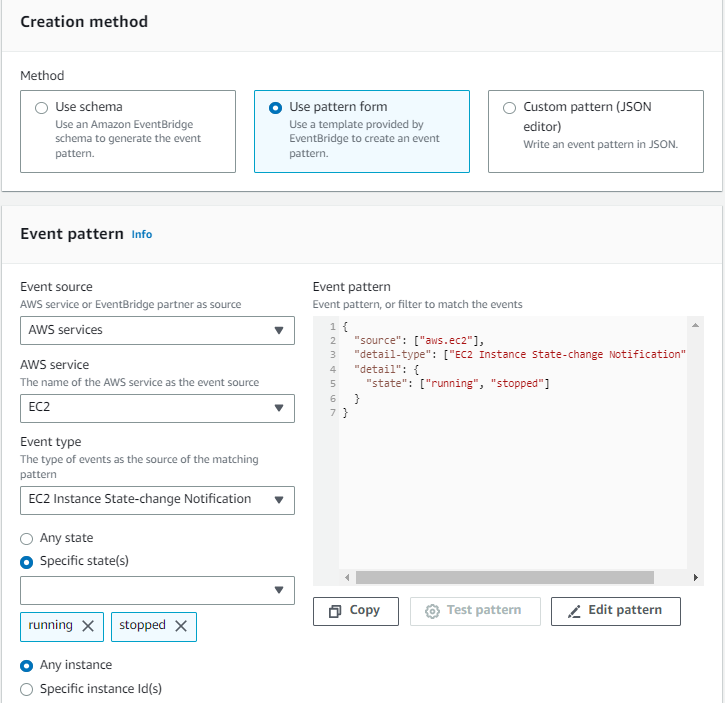 Creation method
Method
Use schema
Use an Amazon EventBridge
schema to generate the event
pattern.
Use pattern form
Use a template provided by
EventBridge to create an event
pattern.
Custom pattern (JSON
editor)
Write an event pattern in JSON.
Event pattern Info
Event source
AWS service or EventBridge partner as source
AWS services
AWS service
The name of the AWS service as the event source
EC2
Event type
The type of events as the source of the matching
pattern
EC2 Instance State-change Notification
Any state
Specific state(s)
running
stopped
Any instance
Specific instance Id(s)
Event pattern
Event pattern, or filter to match the events
1 {
2 "source": ["aws.ec2"],
3 "detail-type": ["EC2 Instance State-change Notification"
4 "detail": {
5 "state": ["running", "stopped"]
6 }
7 }
Copy
Test pattern
Edit pattern